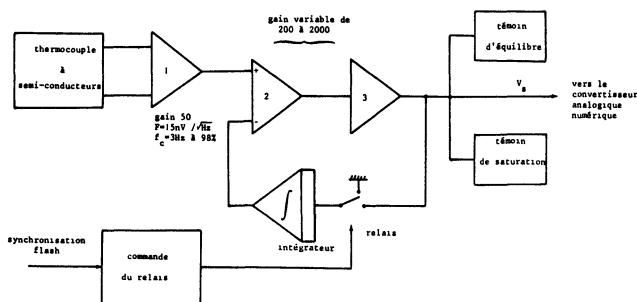 gain variable de
200 à 2000
témoin
d'équilibre
thermocouple
à
semi-conducteurs
1
+
2
-
3
V_s
vers le
convertisseur
analogique
numérique
gain 50
F=15nV /√Hz
f_c=3Hz à 98%
témoin
de saturation
∫
intégrateur
relais
synchronisation
flash
commande
du relais